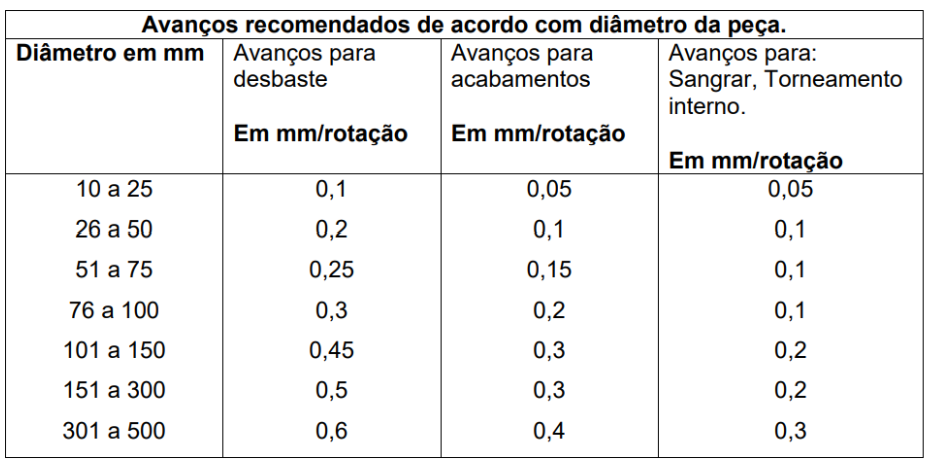 Avanços recomendados de acordo com diâmetro da peça.
Diâmetro em mm Avanços para desbaste Em mm/rotação Avanços para acabamentos Em mm/rotação Avanços para: Sangrar, Torneamento interno. Em mm/rotação
10 a 25 0,1 0,05 0,05
26 a 50 0,2 0,1 0,1
51 a 75 0,25 0,15 0,1
76 a 100 0,3 0,2 0,1
101 a 150 0,45 0,3 0,2
151 a 300 0,5 0,3 0,2
301 a 500 0,6 0,4 0,3